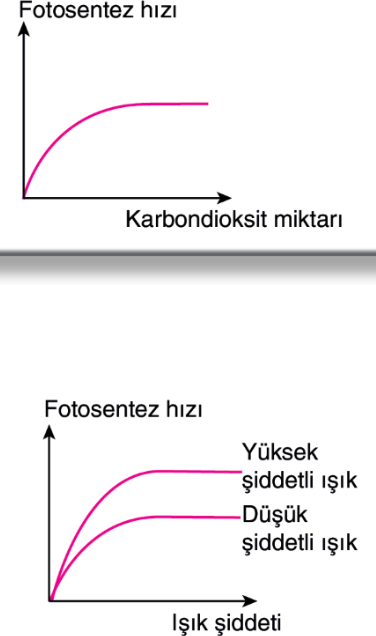 Fotosentez hızı
Karbondioksit miktarı
Fotosentez hızı
Yüksek
şiddetli ışık
Düşük
şiddetli ışık
Işık şiddeti